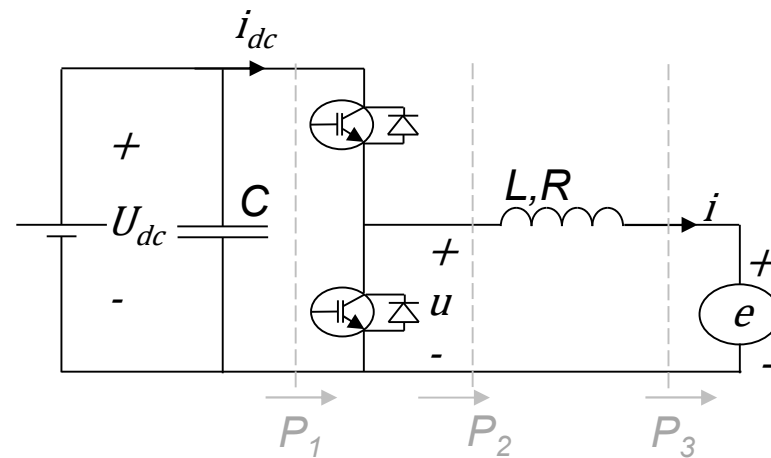 i_dc
+
U_dc
-
C
+
u
-
L,R
i
+
e
-
P_1
P_2
P_3